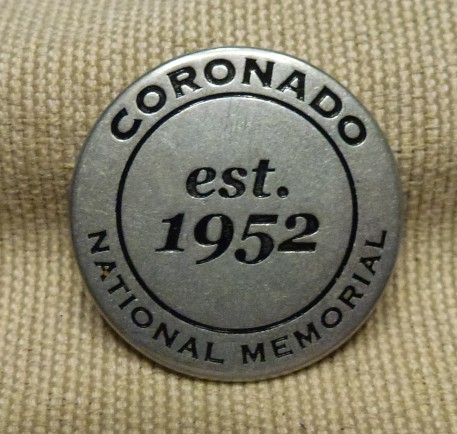 CORONADO
est.
1952
NATIONAL MEMORIAL